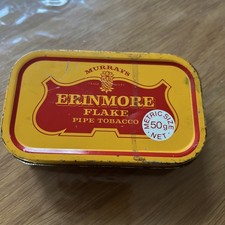 MURRAY'S
ERINMORE
FLAKE
PIPE TOBACCO
METRIC SIZE
50g
NET.